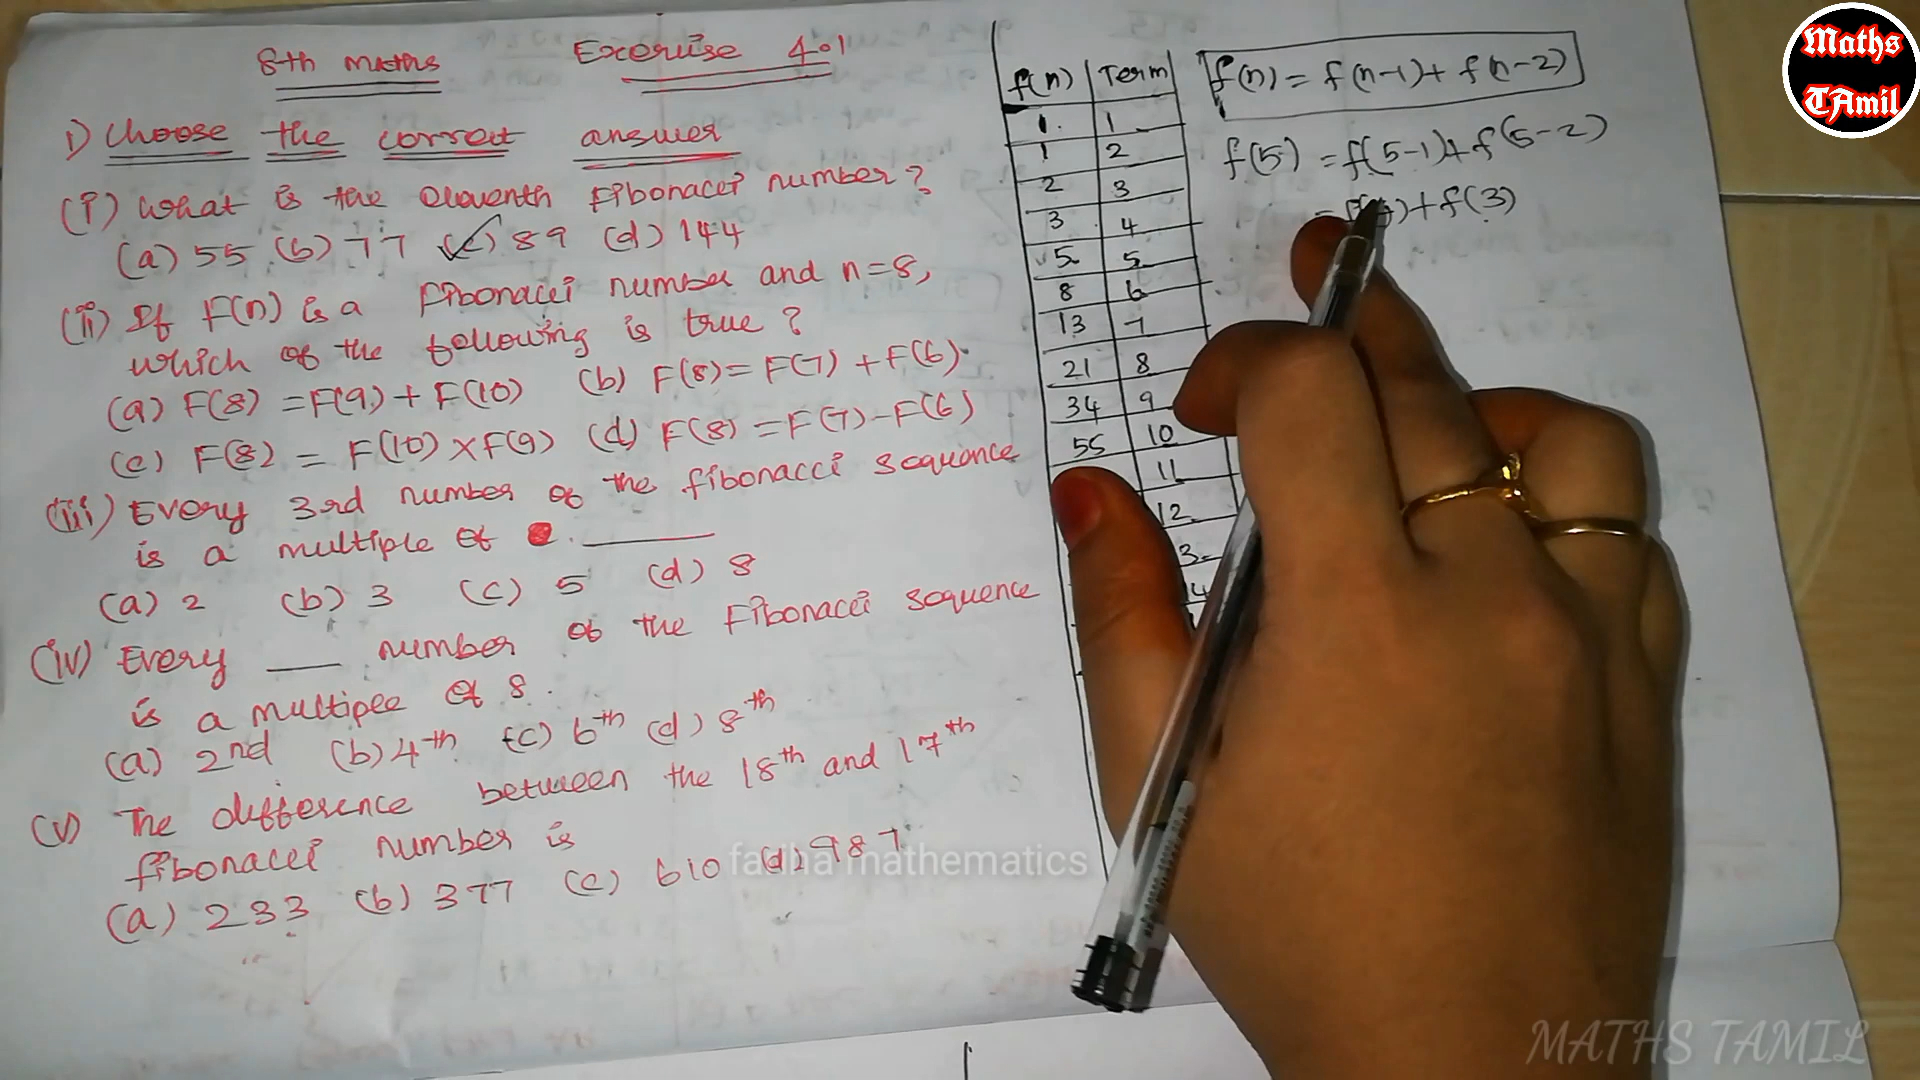 8th maths Exercise 4.1
1) Choose the correct answer
(i) What is the eleventh Fibonacci number?
(a) 55 (b) 77 (c) 89 (d) 144
(ii) If F(n) is a Fibonacci number and n=8,
which of the following is true?
(a) F(8) = F(9) + F(10) (b) F(8) = F(7) + F(6)
(c) F(8) = F(10) × F(9) (d) F(8) = F(7) - F(6)
(iii) Every 3rd number of the fibonacci sequence
is a multiple of ______
(a) 2 (b) 3 (c) 5 (d) 8
(iv) Every ___ number of the Fibonacci sequence
is a multiple of 8.
(a) 2nd (b) 4th (c) 6th (d) 8th
(v) The difference between the 18th and 17th
fibonacci number is
(a) 233 (b) 377 (c) 610 (d) 987
f(n) Term
1 1
1 2
2 3
3 4
5 5
8 6
13 7
21 8
34 9
55 10
11
12
3
14
f(n) = f(n-1) + f(n-2)
f(5) = f(5-1) + f(5-2)
= f(4) + f(3)
Maths
TAmil
fadha mathematics
MATHS TAMIL